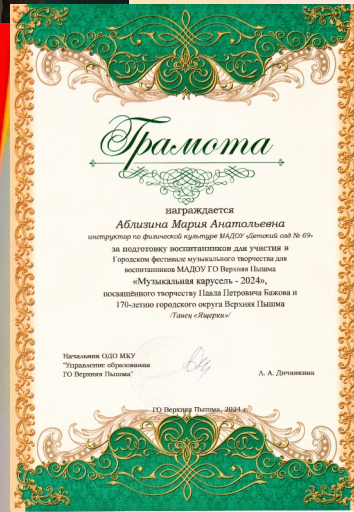 Грамота
награждается
Аблизина Мария Анатольевна
инструктор по физической культуре МАДОУ «Детский сад № 69»
за подготовку воспитанников для участия в
Городском фестивале музыкального творчества для
воспитанников МАДОУ ГО Верхняя Пышма
«Музыкальная карусель - 2024»,
посвящённого творчеству Павла Петровича Бажова и
170-летию городского округа Верхняя Пышма
/Танец «Ящерки»/
Начальник ОДО МКУ
"Управление образования
ГО Верхняя Пышма"
Л. А. Дичанкина
ГО Верхняя Пышма, 2024 г.